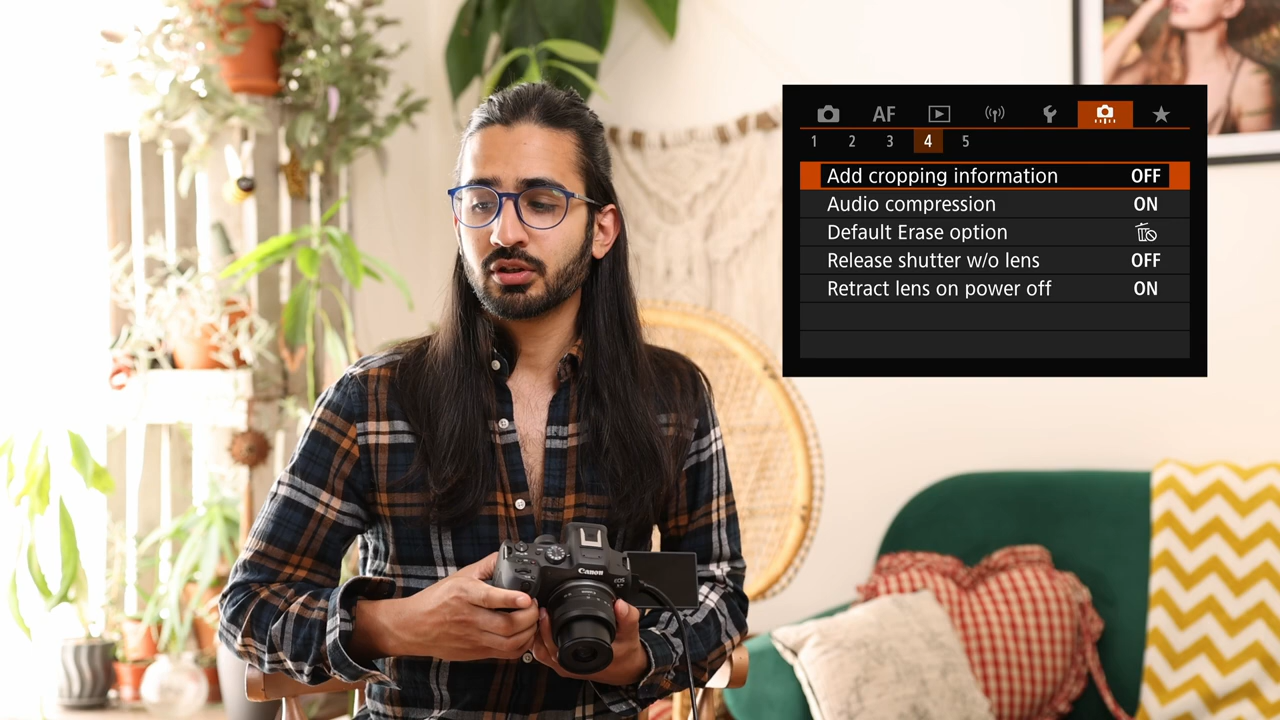 AF
1 2 3 4 5
Add cropping information OFF
Audio compression ON
Default Erase option
Release shutter w/o lens OFF
Retract lens on power off ON
Canon
EOS